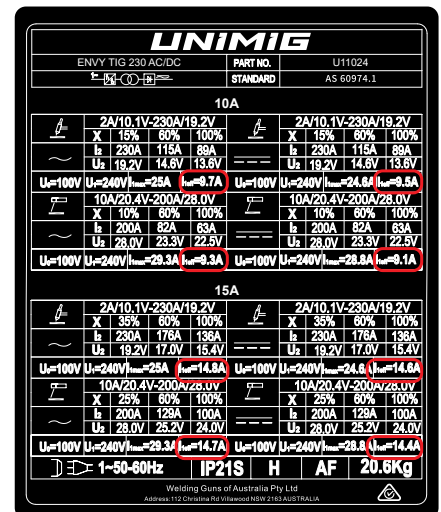 UNIMIG
ENVY TIG 230 AC/DC PART NO. U11024
STANDARD AS 60974.1
10A
2A/10.1V-230A/19.2V 2A/10.1V-230A/19.2V
X 15% 60% 100% X 15% 60% 100%
I₂ 230A 115A 89A I₂ 230A 115A 89A
U₂ 19.2V 14.6V 13.6V U₂ 19.2V 14.6V 13.6V
U₀=100V U₁=240V I₁max=25A I₁eff=9.7A U₀=100V U₁=240V I₁max=24.6A I₁eff=9.5A
10A/20.4V-200A/28.0V 10A/20.4V-200A/28.0V
X 10% 60% 100% X 10% 60% 100%
I₂ 200A 82A 63A I₂ 200A 82A 63A
U₂ 28.0V 23.3V 22.5V U₂ 28.0V 23.3V 22.5V
U₀=100V U₁=240V I₁max=29.3A I₁eff=9.3A U₀=100V U₁=240V I₁max=28.8A I₁eff=9.1A
15A
2A/10.1V-230A/19.2V 2A/10.1V-230A/19.2V
X 35% 60% 100% X 35% 60% 100%
I₂ 230A 176A 136A I₂ 230A 176A 136A
U₂ 19.2V 17.0V 15.4V U₂ 19.2V 17.0V 15.4V
U₀=100V U₁=240V I₁max=25A I₁eff=14.8A U₀=100V U₁=240V I₁max=24.6A I₁eff=14.6A
10A/20.4V-200A/28.0V 10A/20.4V-200A/28.0V
X 25% 60% 100% X 25% 60% 100%
I₂ 200A 129A 100A I₂ 200A 129A 100A
U₂ 28.0V 25.2V 24.0V U₂ 28.0V 25.2V 24.0V
U₀=100V U₁=240V I₁max=29.3A I₁eff=14.7A U₀=100V U₁=240V I₁max=28.8A I₁eff=14.4A
1~50-60Hz IP21S H AF 20.6Kg
Welding Guns of Australia Pty Ltd
Address:112 Christina Rd Villawood NSW 2163 AUSTRALIA